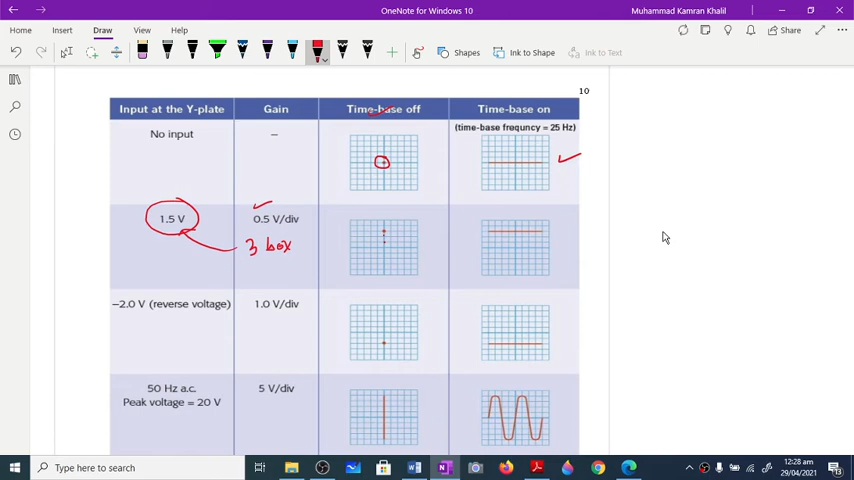 OneNote for Windows 10
Muhammad Kamran Khalil
Home
Insert
Draw
View
Help
Share
Shapes
Ink to Shape
Ink to Text
10
Input at the Y-plate
Gain
Time-base off
Time-base on
(time-base frequncy = 25 Hz)
No input
–
1.5 V
0.5 V/div
3 box
–2.0 V (reverse voltage)
1.0 V/div
50 Hz a.c.
Peak voltage = 20 V
5 V/div
Type here to search
12:28 am
29/04/2021
13